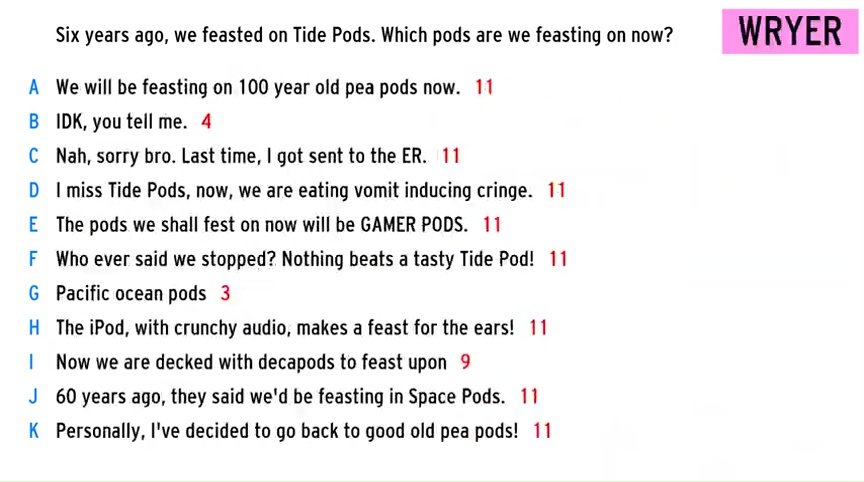 Six years ago, we feasted on Tide Pods. Which pods are we feasting on now?
WRYER
A We will be feasting on 100 year old pea pods now. 11
B IDK, you tell me. 4
C Nah, sorry bro. Last time, I got sent to the ER. 11
D I miss Tide Pods, now, we are eating vomit inducing cringe. 11
E The pods we shall fest on now will be GAMER PODS. 11
F Who ever said we stopped? Nothing beats a tasty Tide Pod! 11
G Pacific ocean pods 3
H The iPod, with crunchy audio, makes a feast for the ears! 11
I Now we are decked with decapods to feast upon 9
J 60 years ago, they said we'd be feasting in Space Pods. 11
K Personally, I've decided to go back to good old pea pods! 11